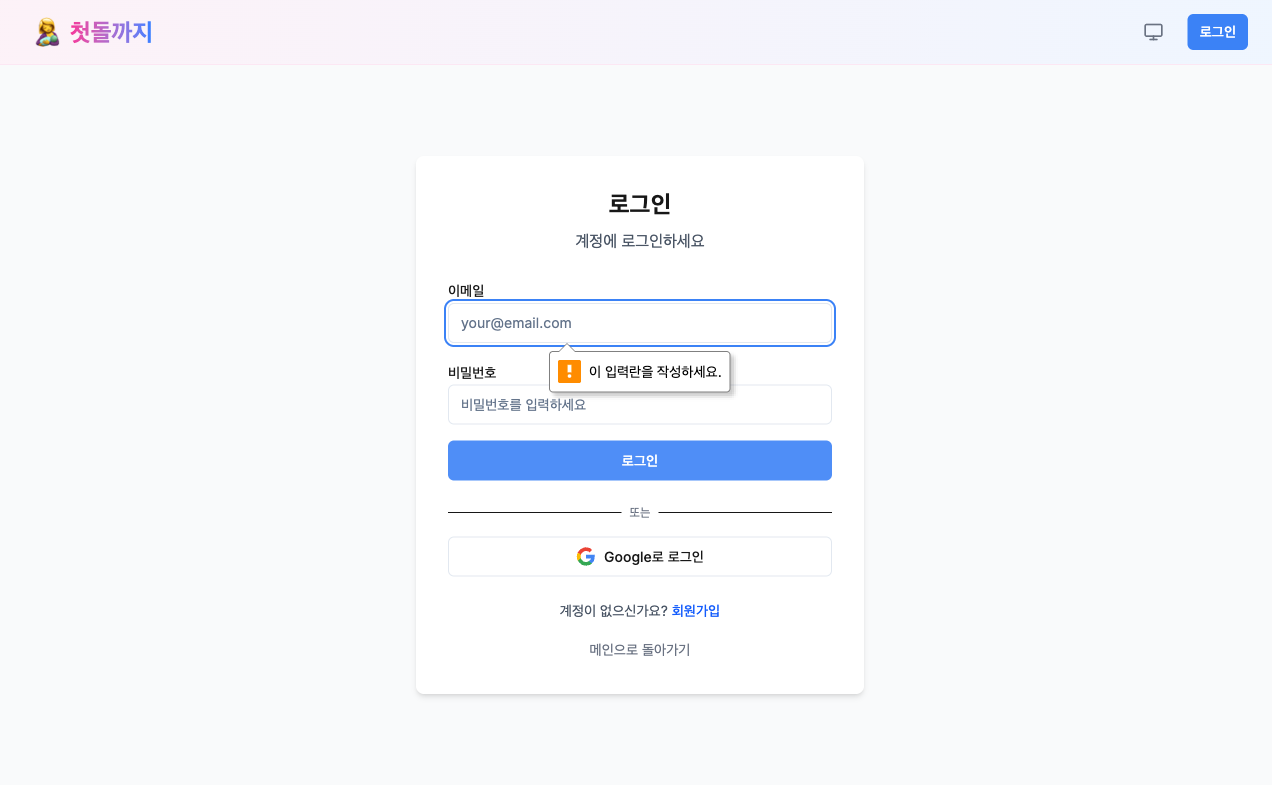 첫돌까지
로그인
로그인
계정에 로그인하세요
이메일
your@email.com
이 입력란을 작성하세요.
비밀번호
비밀번호를 입력하세요
로그인
또는
Google로 로그인
계정이 없으신가요? 회원가입
메인으로 돌아가기